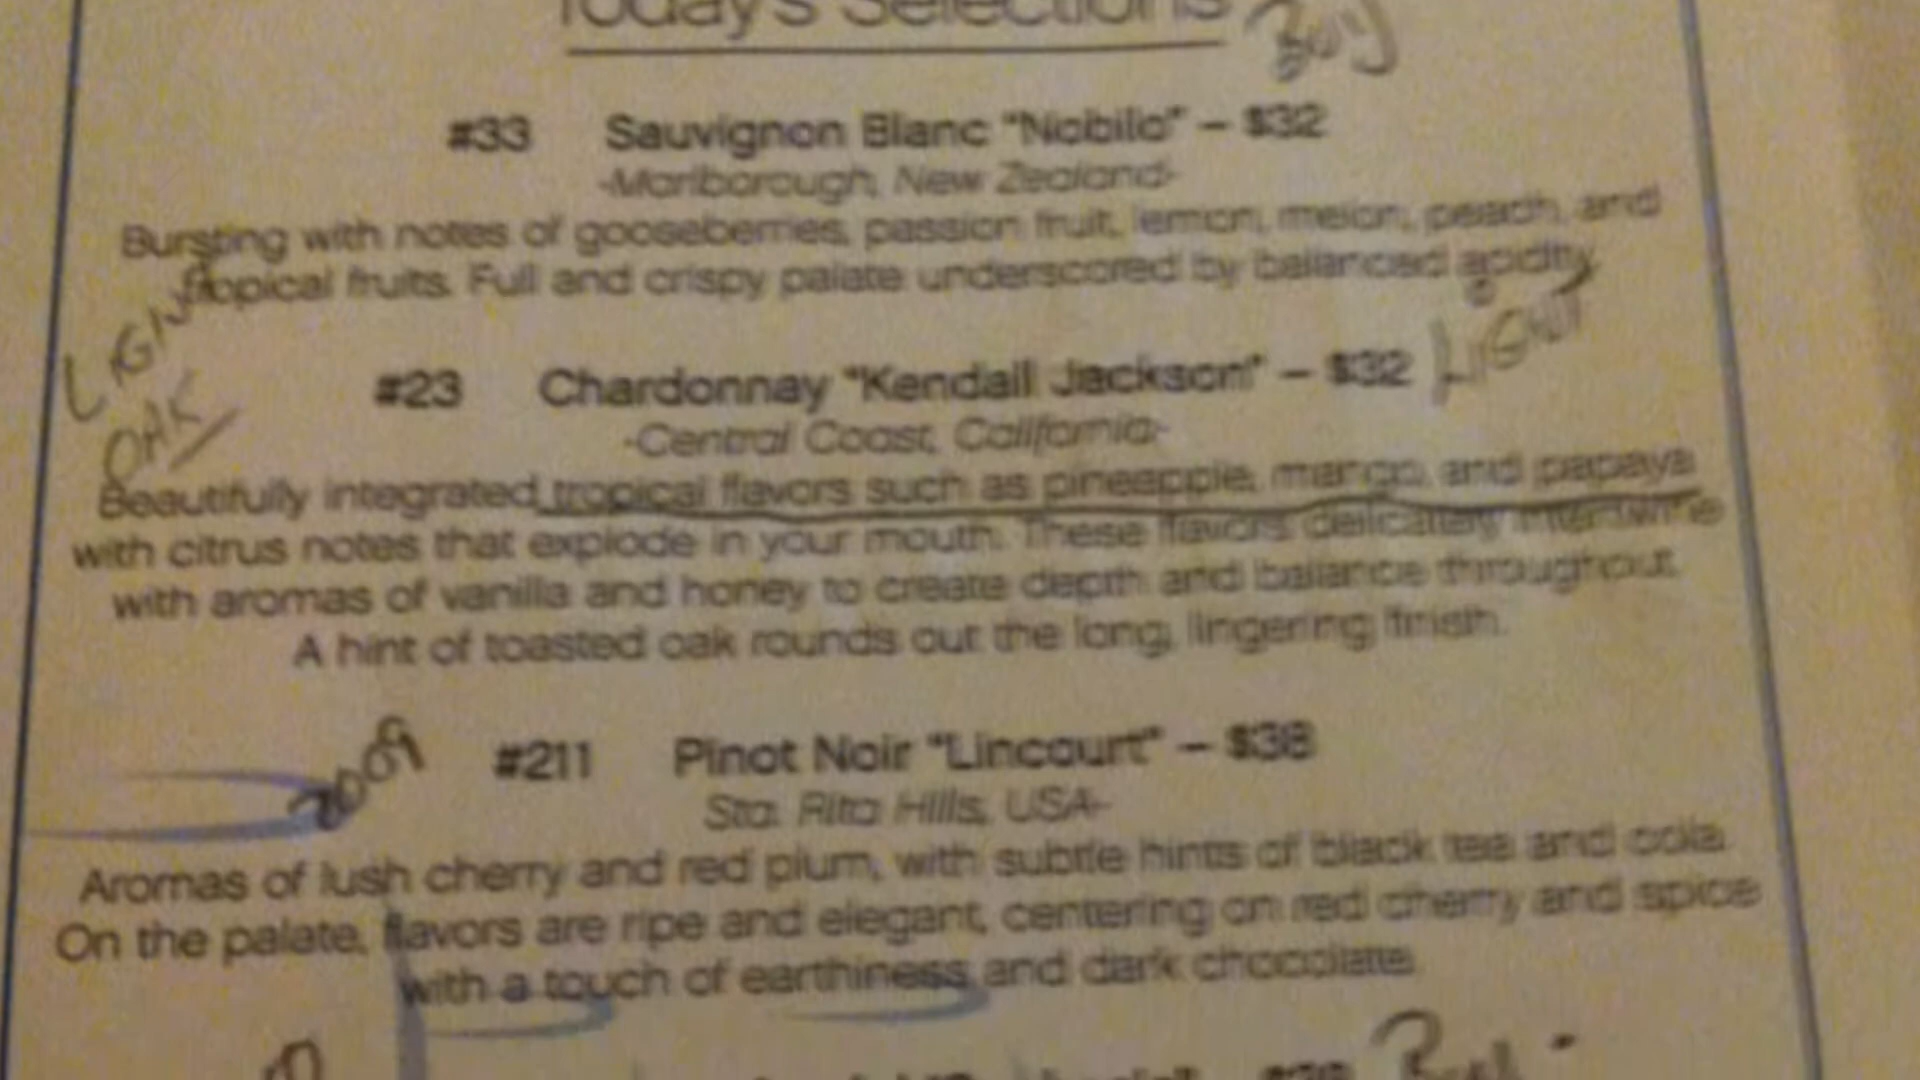 Today's Selections
Buy
#33 Sauvignon Blanc "Nobilo" – $32
-Marlborough, New Zealand-
Bursting with notes of gooseberries, passion fruit, lemon, melon, peach, and
tropical fruits. Full and crispy palate underscored by balanced acidity.
LIGHT
OAK
#23 Chardonnay "Kendall Jackson" – $32 LIGHT
-Central Coast, California-
Beautifully integrated tropical flavors such as pineapple, mango, and papaya
with citrus notes that explode in your mouth. These flavors delicately intertwine
with aromas of vanilla and honey to create depth and balance throughout.
A hint of toasted oak rounds out the long, lingering finish.
2009 #211 Pinot Noir "Lincourt" – $38
Sta. Rita Hills, USA-
Aromas of lush cherry and red plum, with subtle hints of black tea and cola.
On the palate, flavors are ripe and elegant, centering on red cherry and spice
with a touch of earthiness and dark chocolate.